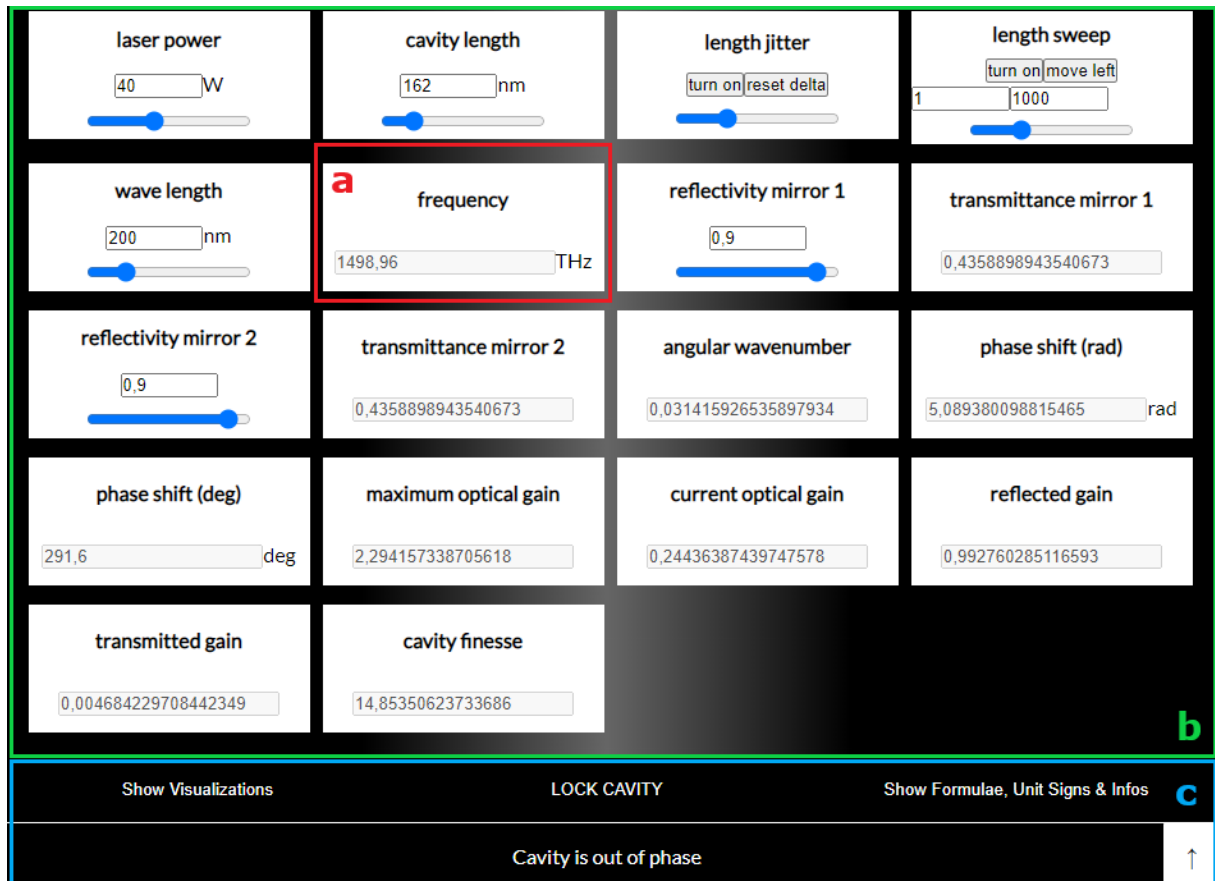 laser power
40 W
cavity length
162 nm
length jitter
turn on reset delta
length sweep
turn on move left
1 1000
wave length
200 nm
a
frequency
1498,96 THz
reflectivity mirror 1
0,9
transmittance mirror 1
0,4358898943540673
reflectivity mirror 2
0,9
transmittance mirror 2
0,4358898943540673
angular wavenumber
0,031415926535897934
phase shift (rad)
5,089380098815465 rad
phase shift (deg)
291,6 deg
maximum optical gain
2,294157338705618
current optical gain
0,24436387439747578
reflected gain
0,992760285116593
transmitted gain
0,004684229708442349
cavity finesse
14,85350623733686
b
Show Visualizations
LOCK CAVITY
Show Formulae, Unit Signs & Infos
c
Cavity is out of phase
↑